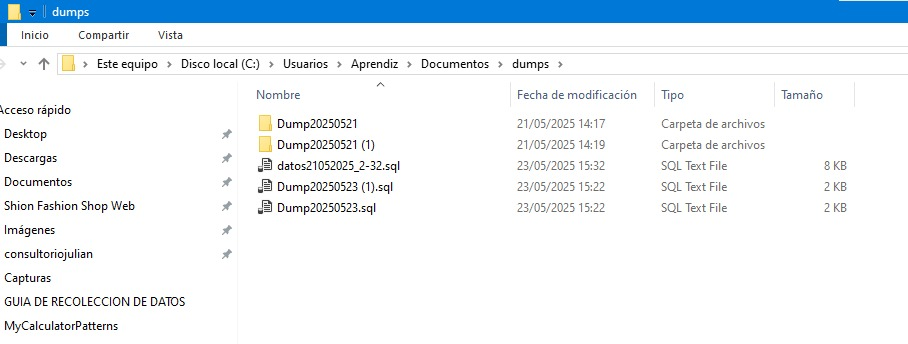 dumps
Inicio Compartir Vista
Este equipo > Disco local (C:) > Usuarios > Aprendiz > Documentos > dumps >
Nombre Fecha de modificación Tipo Tamaño
Acceso rápido
Desktop
Descargas
Documentos
Shion Fashion Shop Web
Imágenes
consultoriojulian
Capturas
GUIA DE RECOLECCION DE DATOS
MyCalculatorPatterns
Dump20250521 21/05/2025 14:17 Carpeta de archivos
Dump20250521 (1) 21/05/2025 14:19 Carpeta de archivos
datos21052025_2-32.sql 23/05/2025 15:32 SQL Text File 8 KB
Dump20250523 (1).sql 23/05/2025 15:22 SQL Text File 2 KB
Dump20250523.sql 23/05/2025 15:22 SQL Text File 2 KB